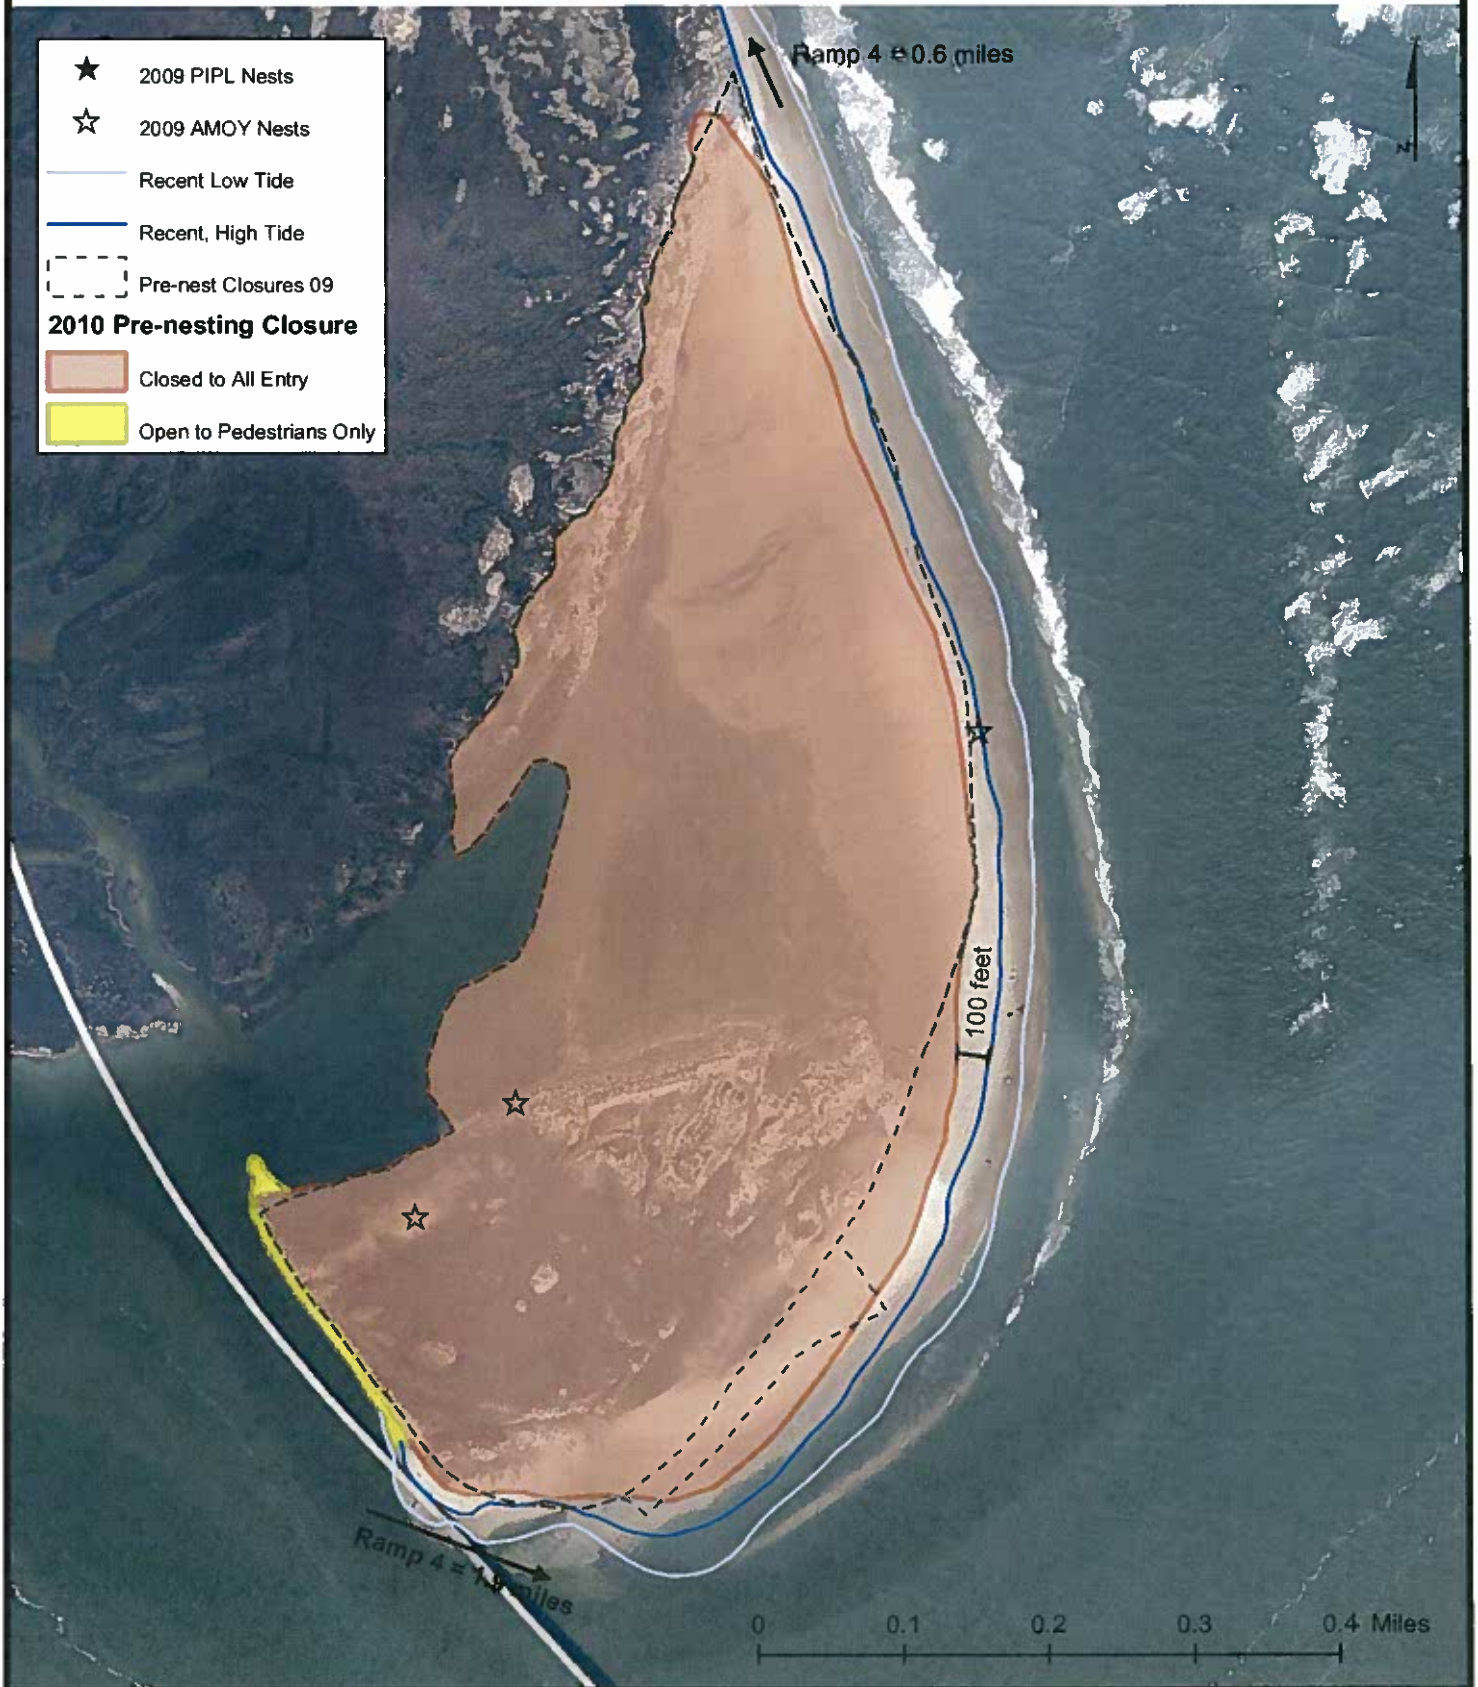 2009 PIPL Nests
2009 AMOY Nests
Recent Low Tide
Recent, High Tide
Pre-nest Closures 09
2010 Pre-nesting Closure
Closed to All Entry
Open to Pedestrians Only
Ramp 4 = 0.6 miles
N
100 feet
Ramp 4 = miles
0 0.1 0.2 0.3 0.4 Miles